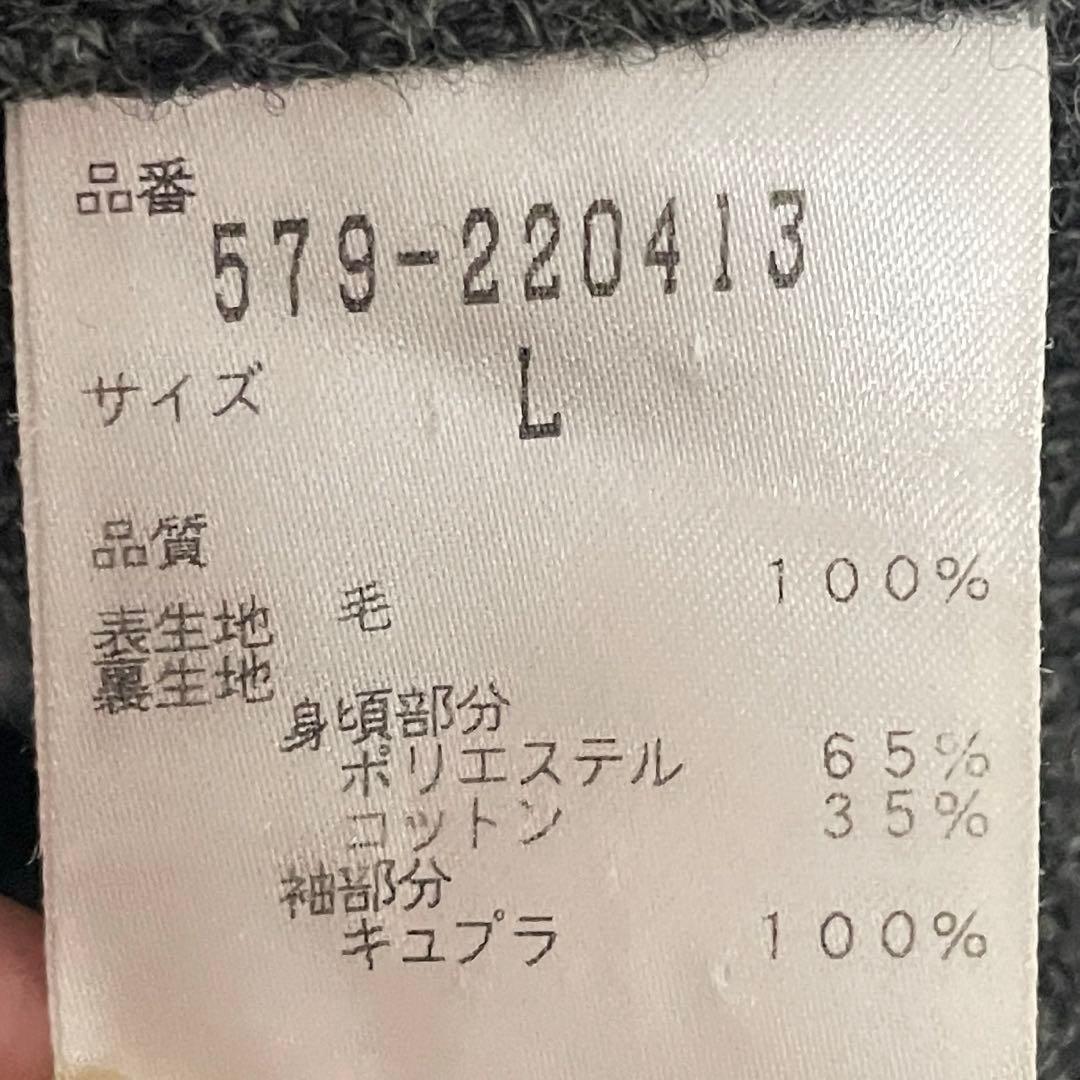 品番
579-220413
サイズ L
品質
表生地 毛 100%
裏生地
身頃部分
ポリエステル 65%
コットン 35%
袖部分
キュプラ 100%